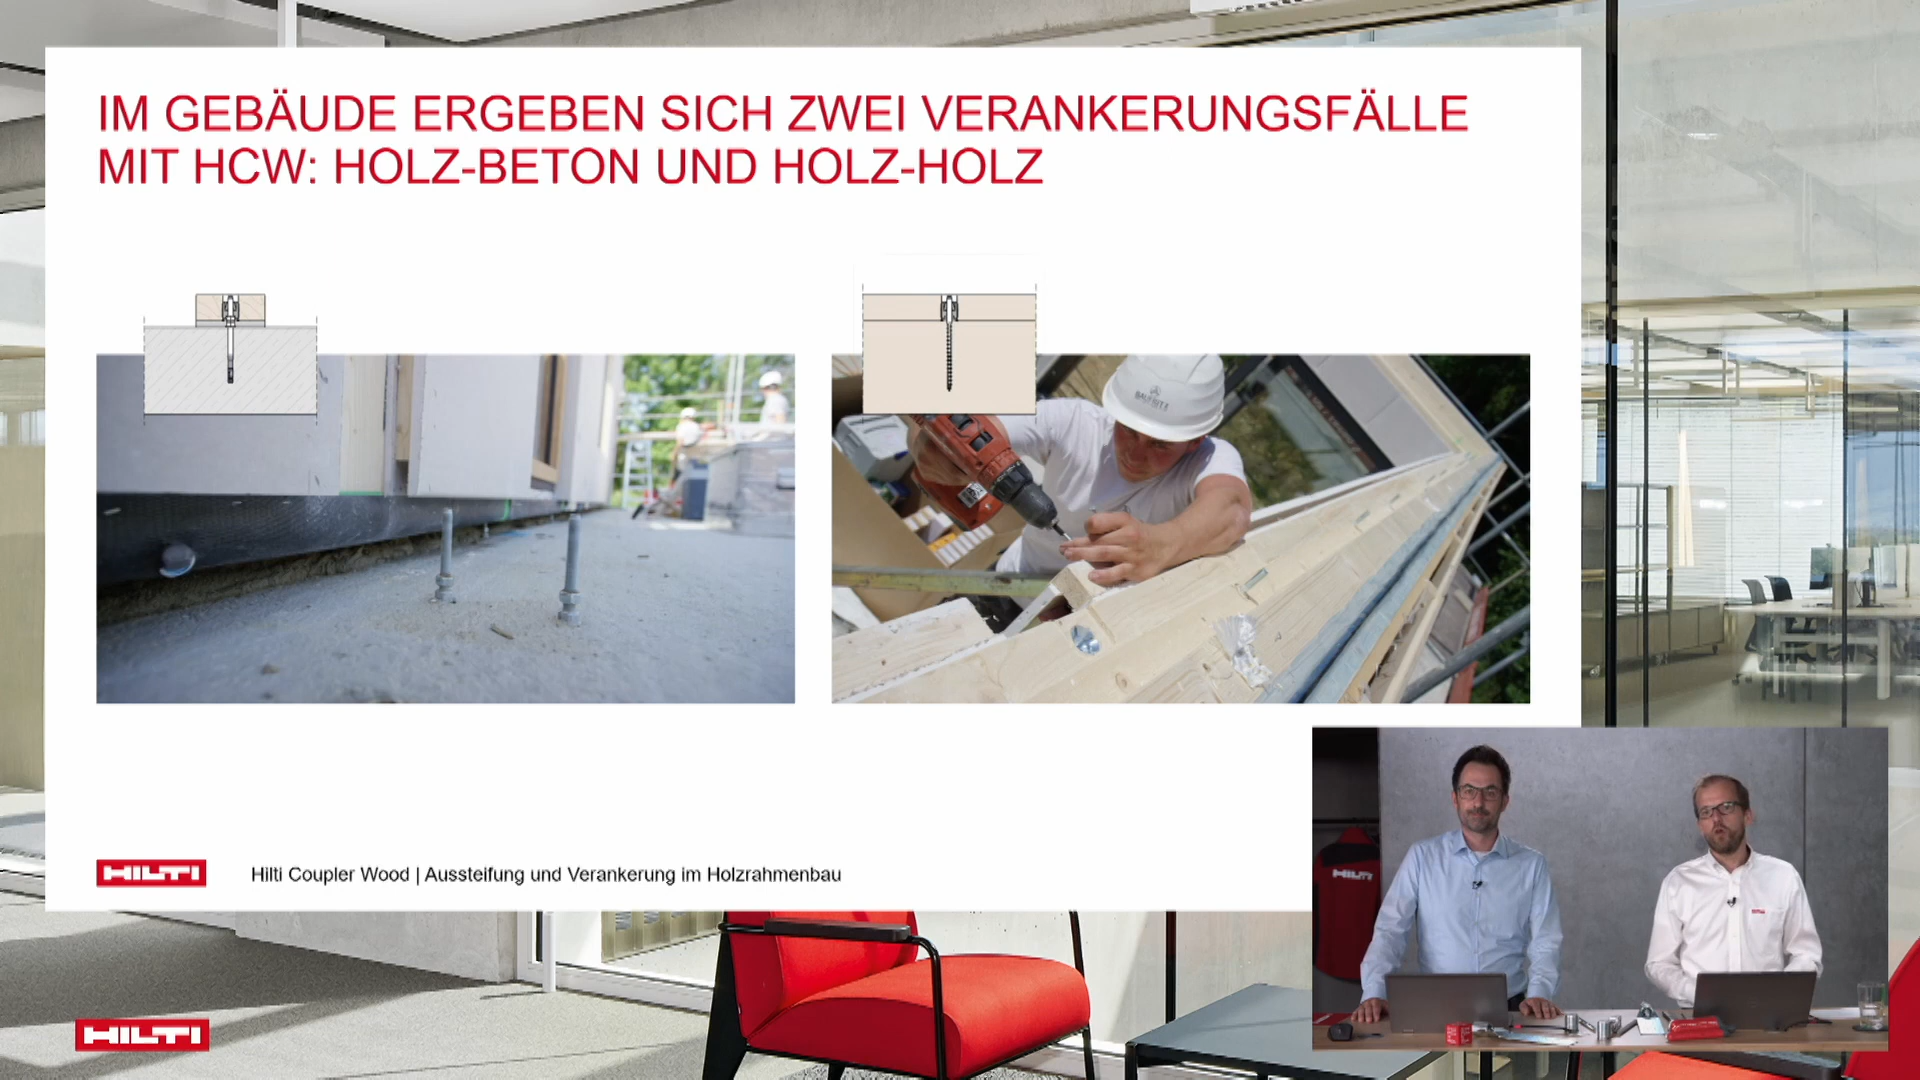 IM GEBÄUDE ERGEBEN SICH ZWEI VERANKERUNGSFÄLLE
MIT HCW: HOLZ-BETON UND HOLZ-HOLZ
HILTI
Hilti Coupler Wood | Aussteifung und Verankerung im Holzrahmenbau
HILTI
HILTI